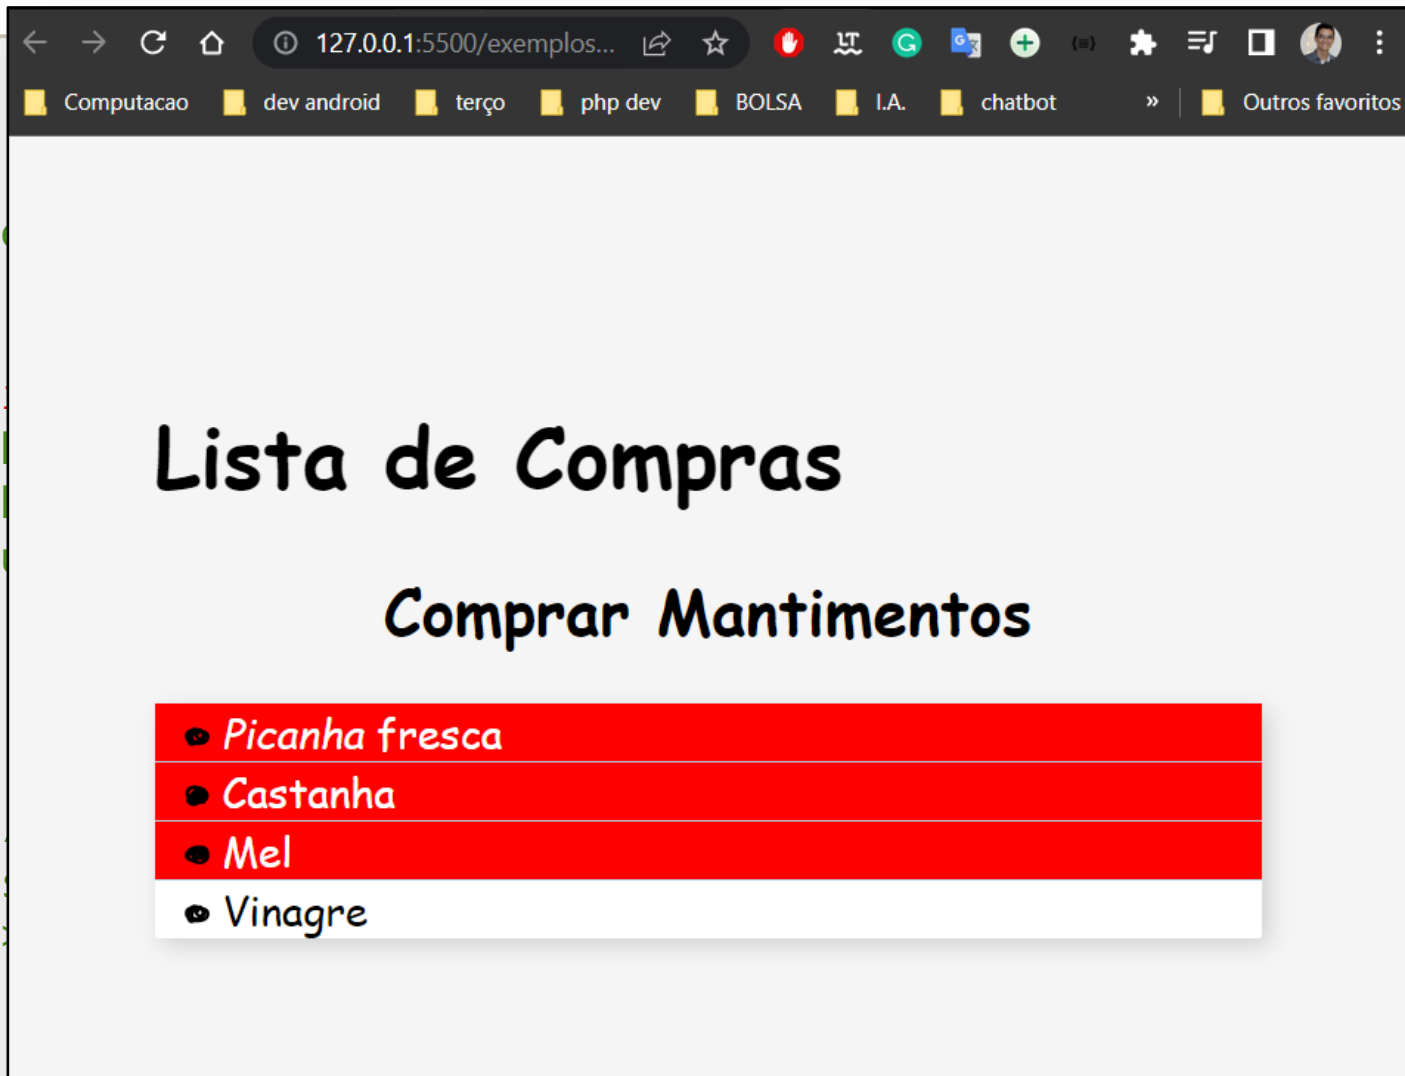 127.0.0.1:5500/exemplos...
Computacao dev android terço php dev BOLSA I.A. chatbot » Outros favoritos
Lista de Compras
Comprar Mantimentos
Picanha fresca
Castanha
Mel
Vinagre